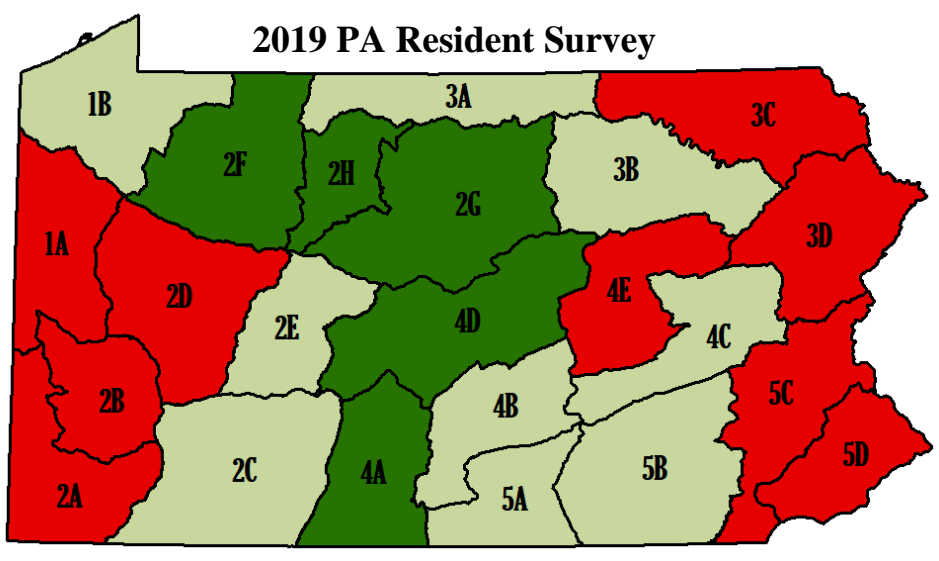 2019 PA Resident Survey
1B
3A
3C
2F
2H
3B
2G
1A
3D
2D
4E
2E
4D
4C
2B
4B
5C
2C
4A
5B
5D
2A
5A